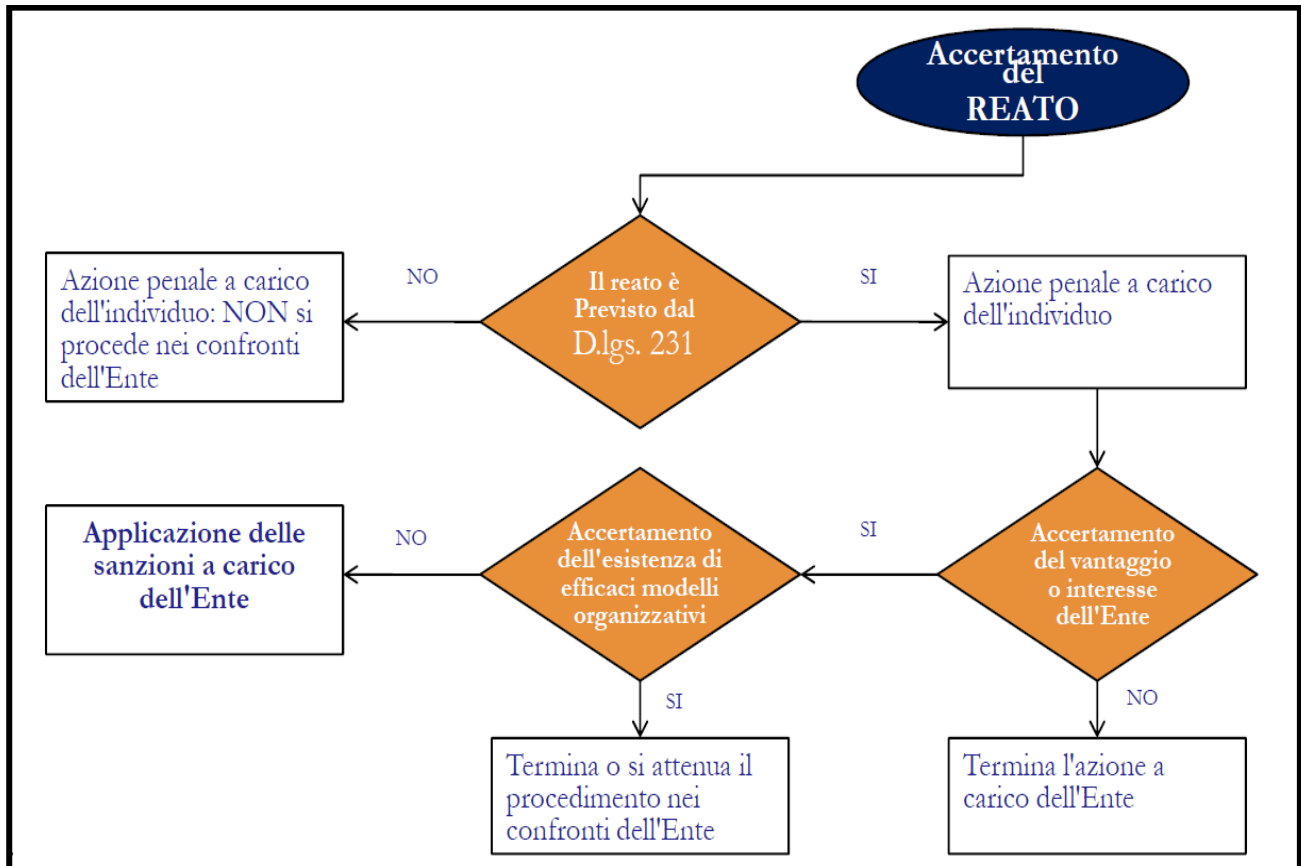 Accertamento
del
REATO
Azione penale a carico
dell'individuo: NON si
procede nei confronti
dell'Ente
NO
Il reato è
Previsto dal
D.lgs. 231
SI
Azione penale a carico
dell'individuo
Applicazione delle
sanzioni a carico
dell'Ente
NO
Accertamento
dell'esistenza di
efficaci modelli
organizzativi
SI
Accertamento
del vantaggio
o interesse
dell'Ente
SI
NO
Termina o si attenua il
procedimento nei
confronti dell'Ente
Termina l'azione a
carico dell'Ente